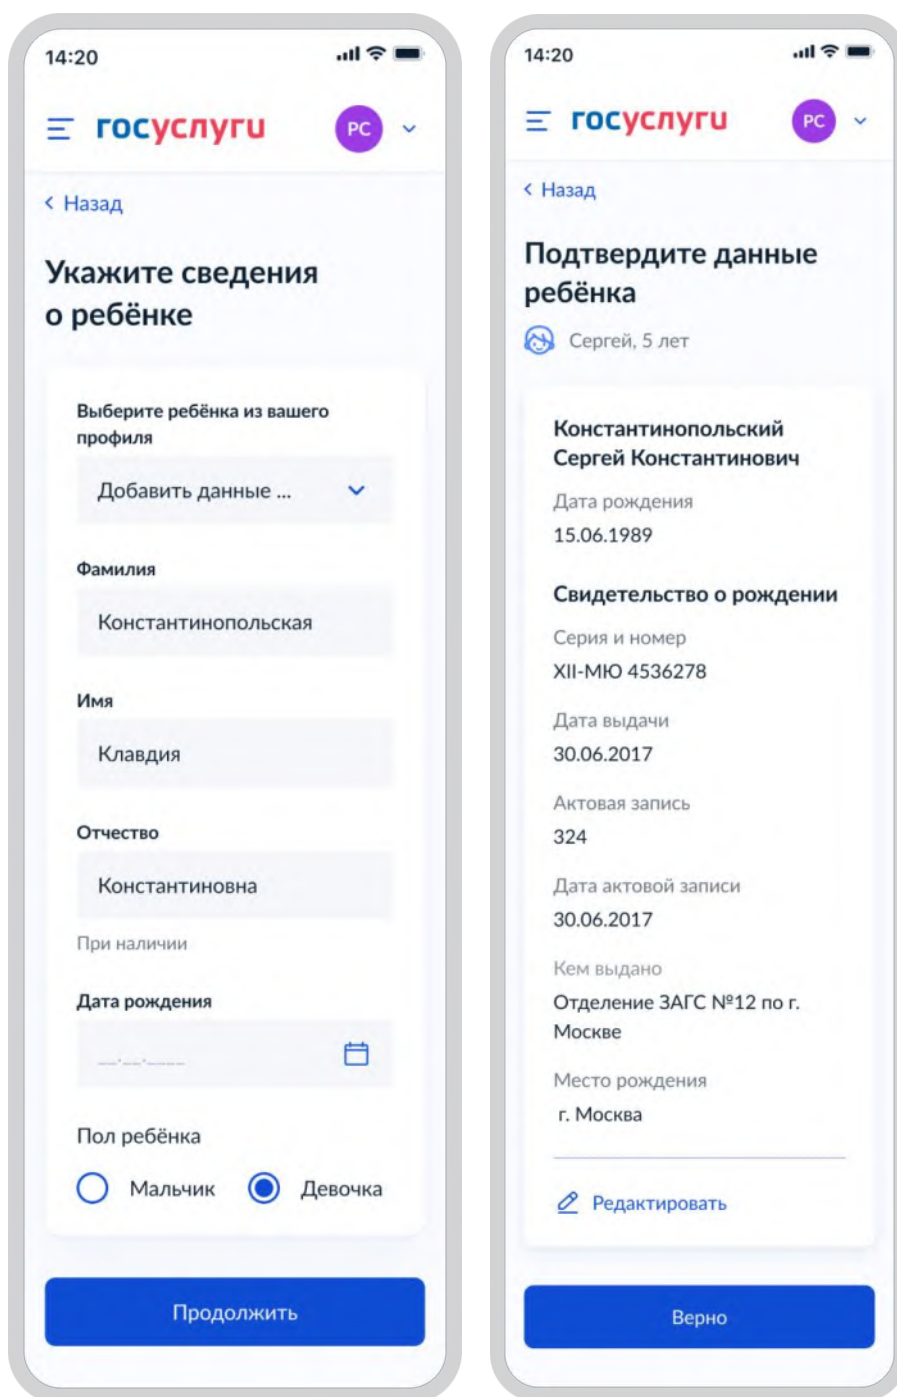 14:20
госуслуги
РС
Назад
Укажите сведения
о ребёнке
Выберите ребёнка из вашего
профиля
Добавить данные ...
Фамилия
Константинопольская
Имя
Клавдия
Отчество
Константиновна
При наличии
Дата рождения
__.__.____
Пол ребёнка
Мальчик Девочка
Продолжить
14:20
госуслуги
РС
Назад
Подтвердите данные
ребёнка
Сергей, 5 лет
Константинопольский
Сергей Константинович
Дата рождения
15.06.1989
Свидетельство о рождении
Серия и номер
XII-МЮ 4536278
Дата выдачи
30.06.2017
Актовая запись
324
Дата актовой записи
30.06.2017
Кем выдано
Отделение ЗАГС №12 по г.
Москве
Место рождения
г. Москва
Редактировать
Верно